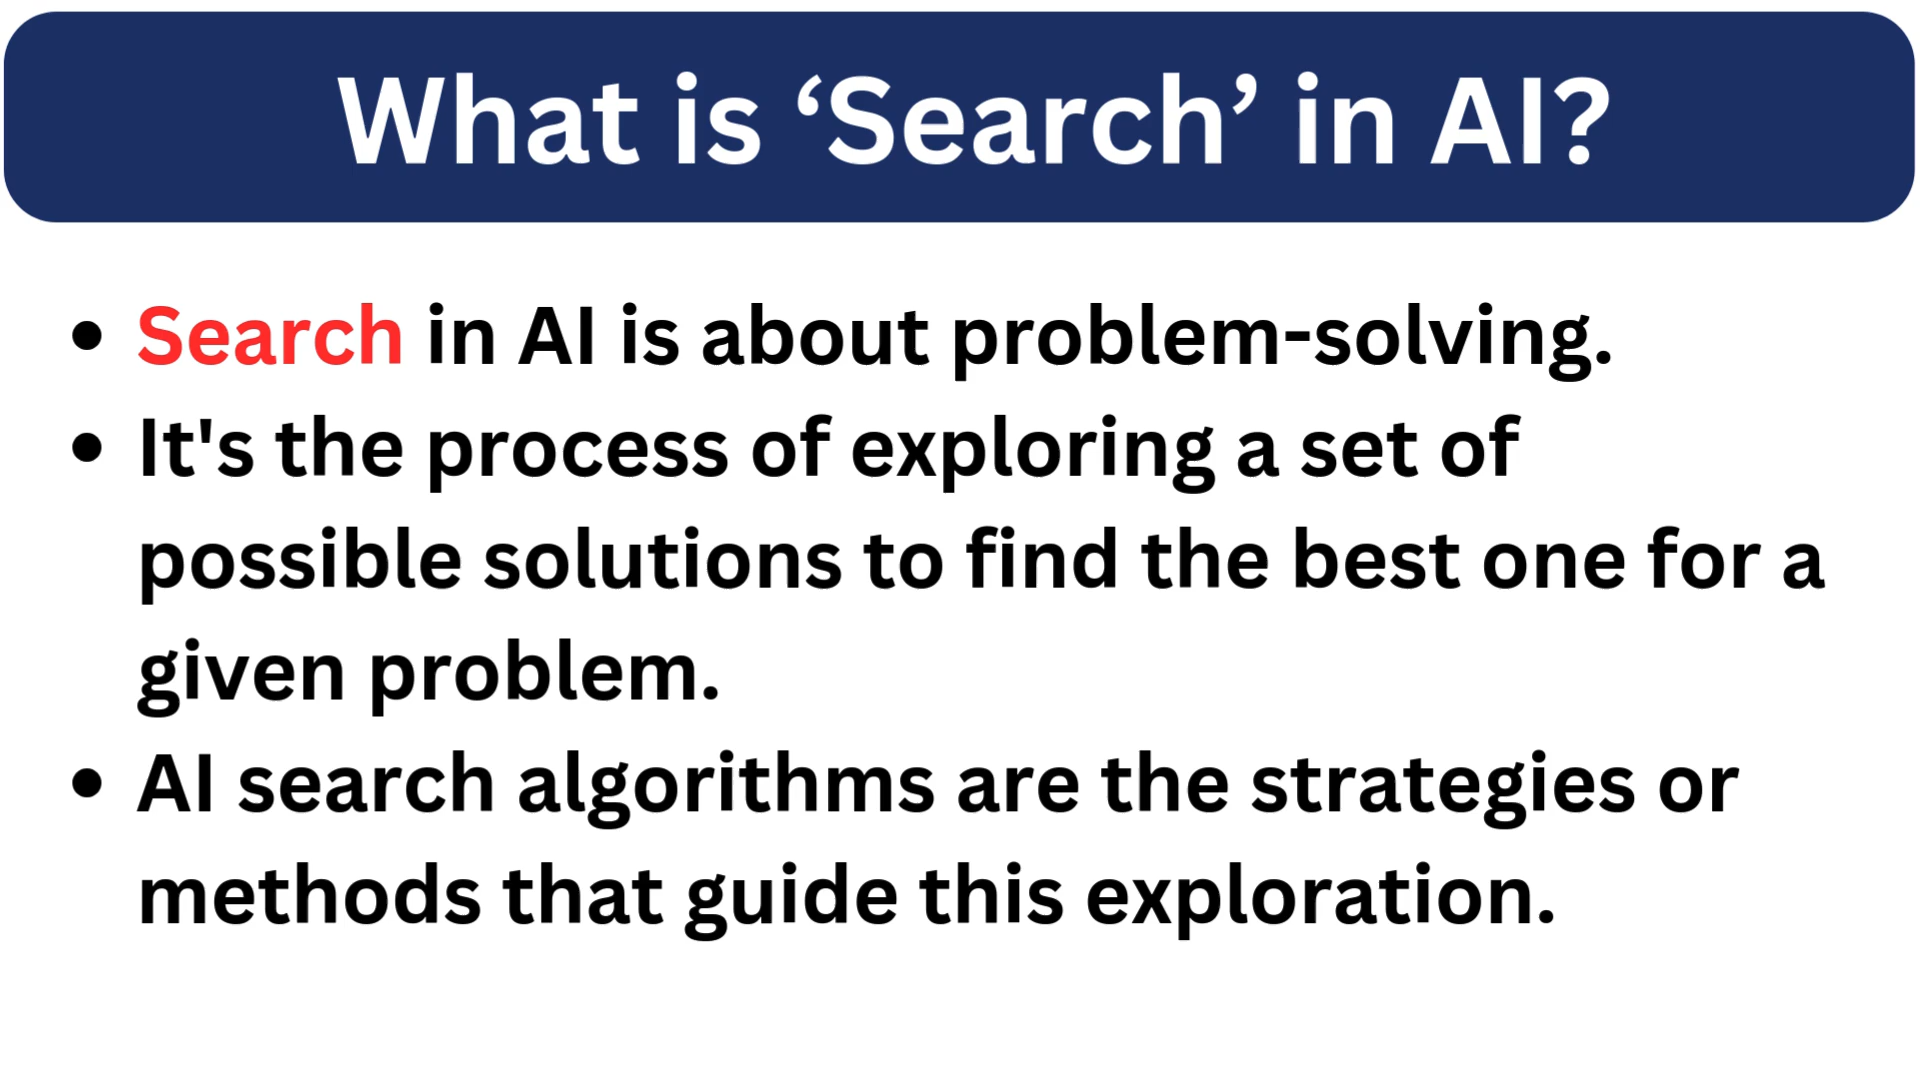 What is ‘Search’ in AI?
• Search in AI is about problem-solving.
• It's the process of exploring a set of
possible solutions to find the best one for a
given problem.
• AI search algorithms are the strategies or
methods that guide this exploration.